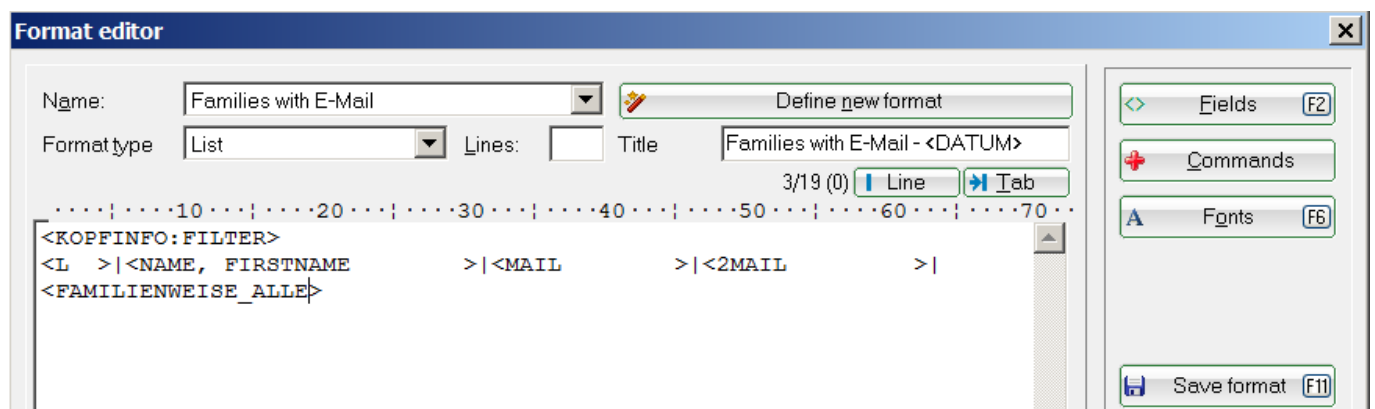 Format editor
Name: Families with E-Mail Define new format
Format type List Lines: Title Families with E-Mail - <DATUM>
3/19 (0) Line Tab
....¦....10...¦....20...¦....30...¦....40...¦....50...¦....60...¦....70..
<KOPFINFO:FILTER>
<L  >|<NAME, FIRSTNAME        >|<MAIL        >|<2MAIL         >|
<FAMILIENWEISE_ALLE>
<> Fields F2
Commands
A Fonts F6
Save format F11